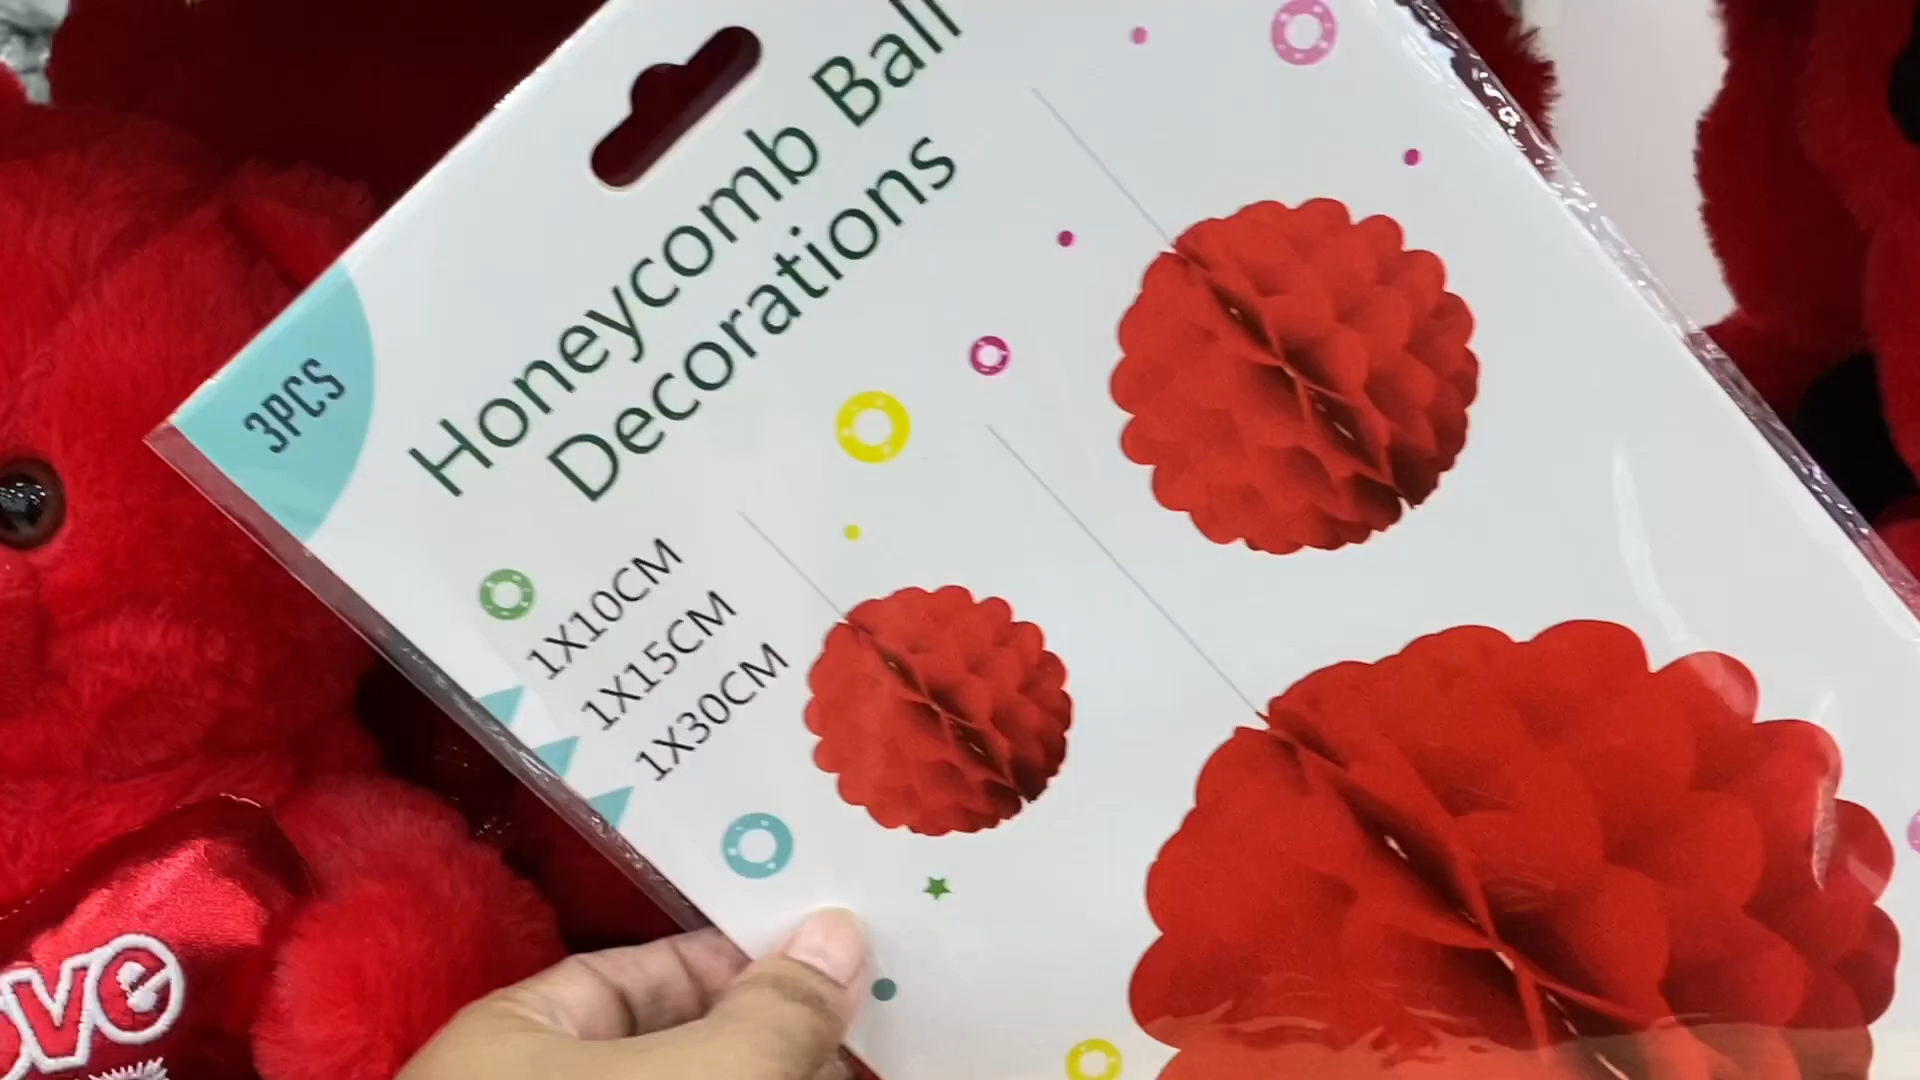 Honeycomb Ball
Decorations
3PCS
1X10CM
1X15CM
1X30CM